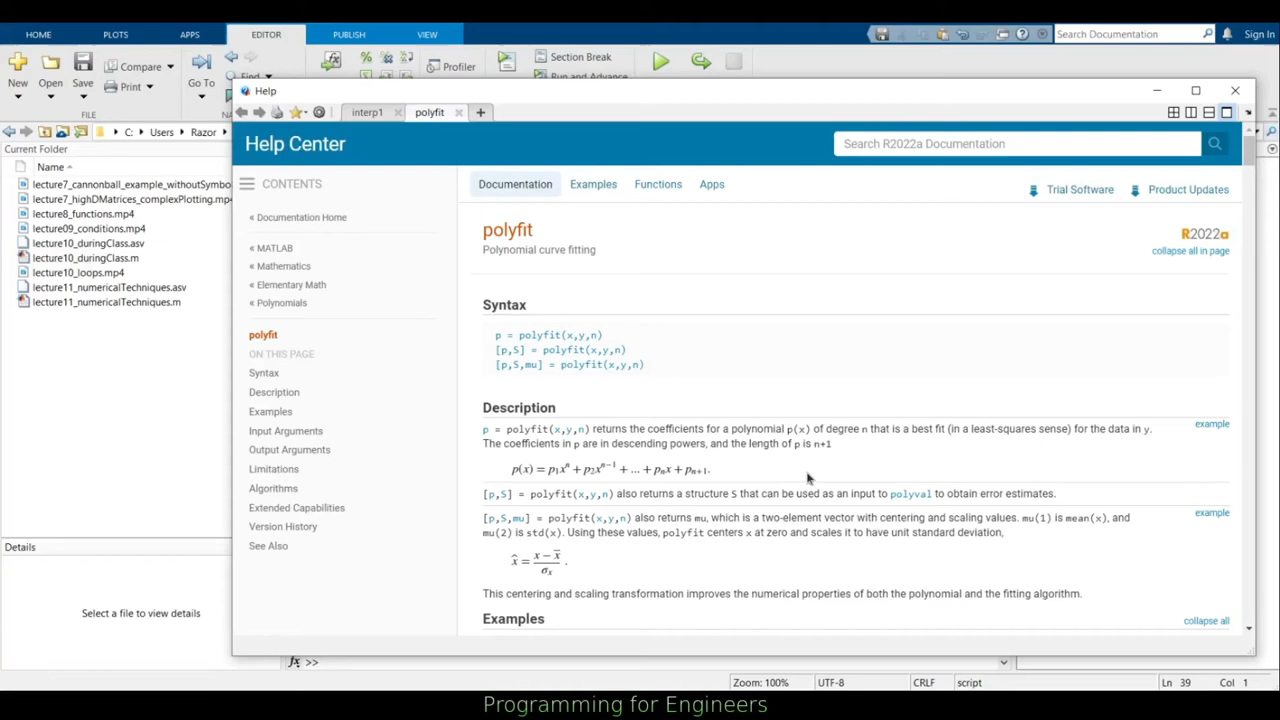 HOME PLOTS APPS EDITOR PUBLISH VIEW Search Documentation Sign In
New Open Save Compare Print Go To Find Profiler Section Break
Run and Advance
FILE
C: Users Razor
Current Folder
Name
lecture7_cannonball_example_withoutSymbo
lecture7_highDMatrices_complexPlotting.mp4
lecture8_functions.mp4
lecture09_conditions.mp4
lecture10_duringClass.asv
lecture10_duringClass.m
lecture10_loops.mp4
lecture11_numericalTechniques.asv
lecture11_numericalTechniques.m
Details
Select a file to view details
Help
interp1 polyfit
Help Center
Search R2022a Documentation
CONTENTS
« Documentation Home
« MATLAB
« Mathematics
« Elementary Math
« Polynomials
polyfit
ON THIS PAGE
Syntax
Description
Examples
Input Arguments
Output Arguments
Limitations
Algorithms
Extended Capabilities
Version History
See Also
Documentation Examples Functions Apps
Trial Software Product Updates
polyfit
R2022a
Polynomial curve fitting
collapse all in page
Syntax
p = polyfit(x,y,n)
[p,S] = polyfit(x,y,n)
[p,S,mu] = polyfit(x,y,n)
Description
p = polyfit(x,y,n) returns the coefficients for a polynomial p(x) of degree n that is a best fit (in a least-squares sense) for the data in y. example
The coefficients in p are in descending powers, and the length of p is n+1
p(x) = p₁xⁿ + p₂xⁿ⁻¹ + ... + pₙx + pₙ₊₁.
[p,S] = polyfit(x,y,n) also returns a structure S that can be used as an input to polyval to obtain error estimates.
[p,S,mu] = polyfit(x,y,n) also returns mu, which is a two-element vector with centering and scaling values. mu(1) is mean(x), and example
mu(2) is std(x). Using these values, polyfit centers x at zero and scales it to have unit standard deviation,
x̂ = (x − x̄)/σₓ .
This centering and scaling transformation improves the numerical properties of both the polynomial and the fitting algorithm.
Examples collapse all
fx >>
Zoom: 100% UTF-8 CRLF script Ln 39 Col 1
Programming for Engineers